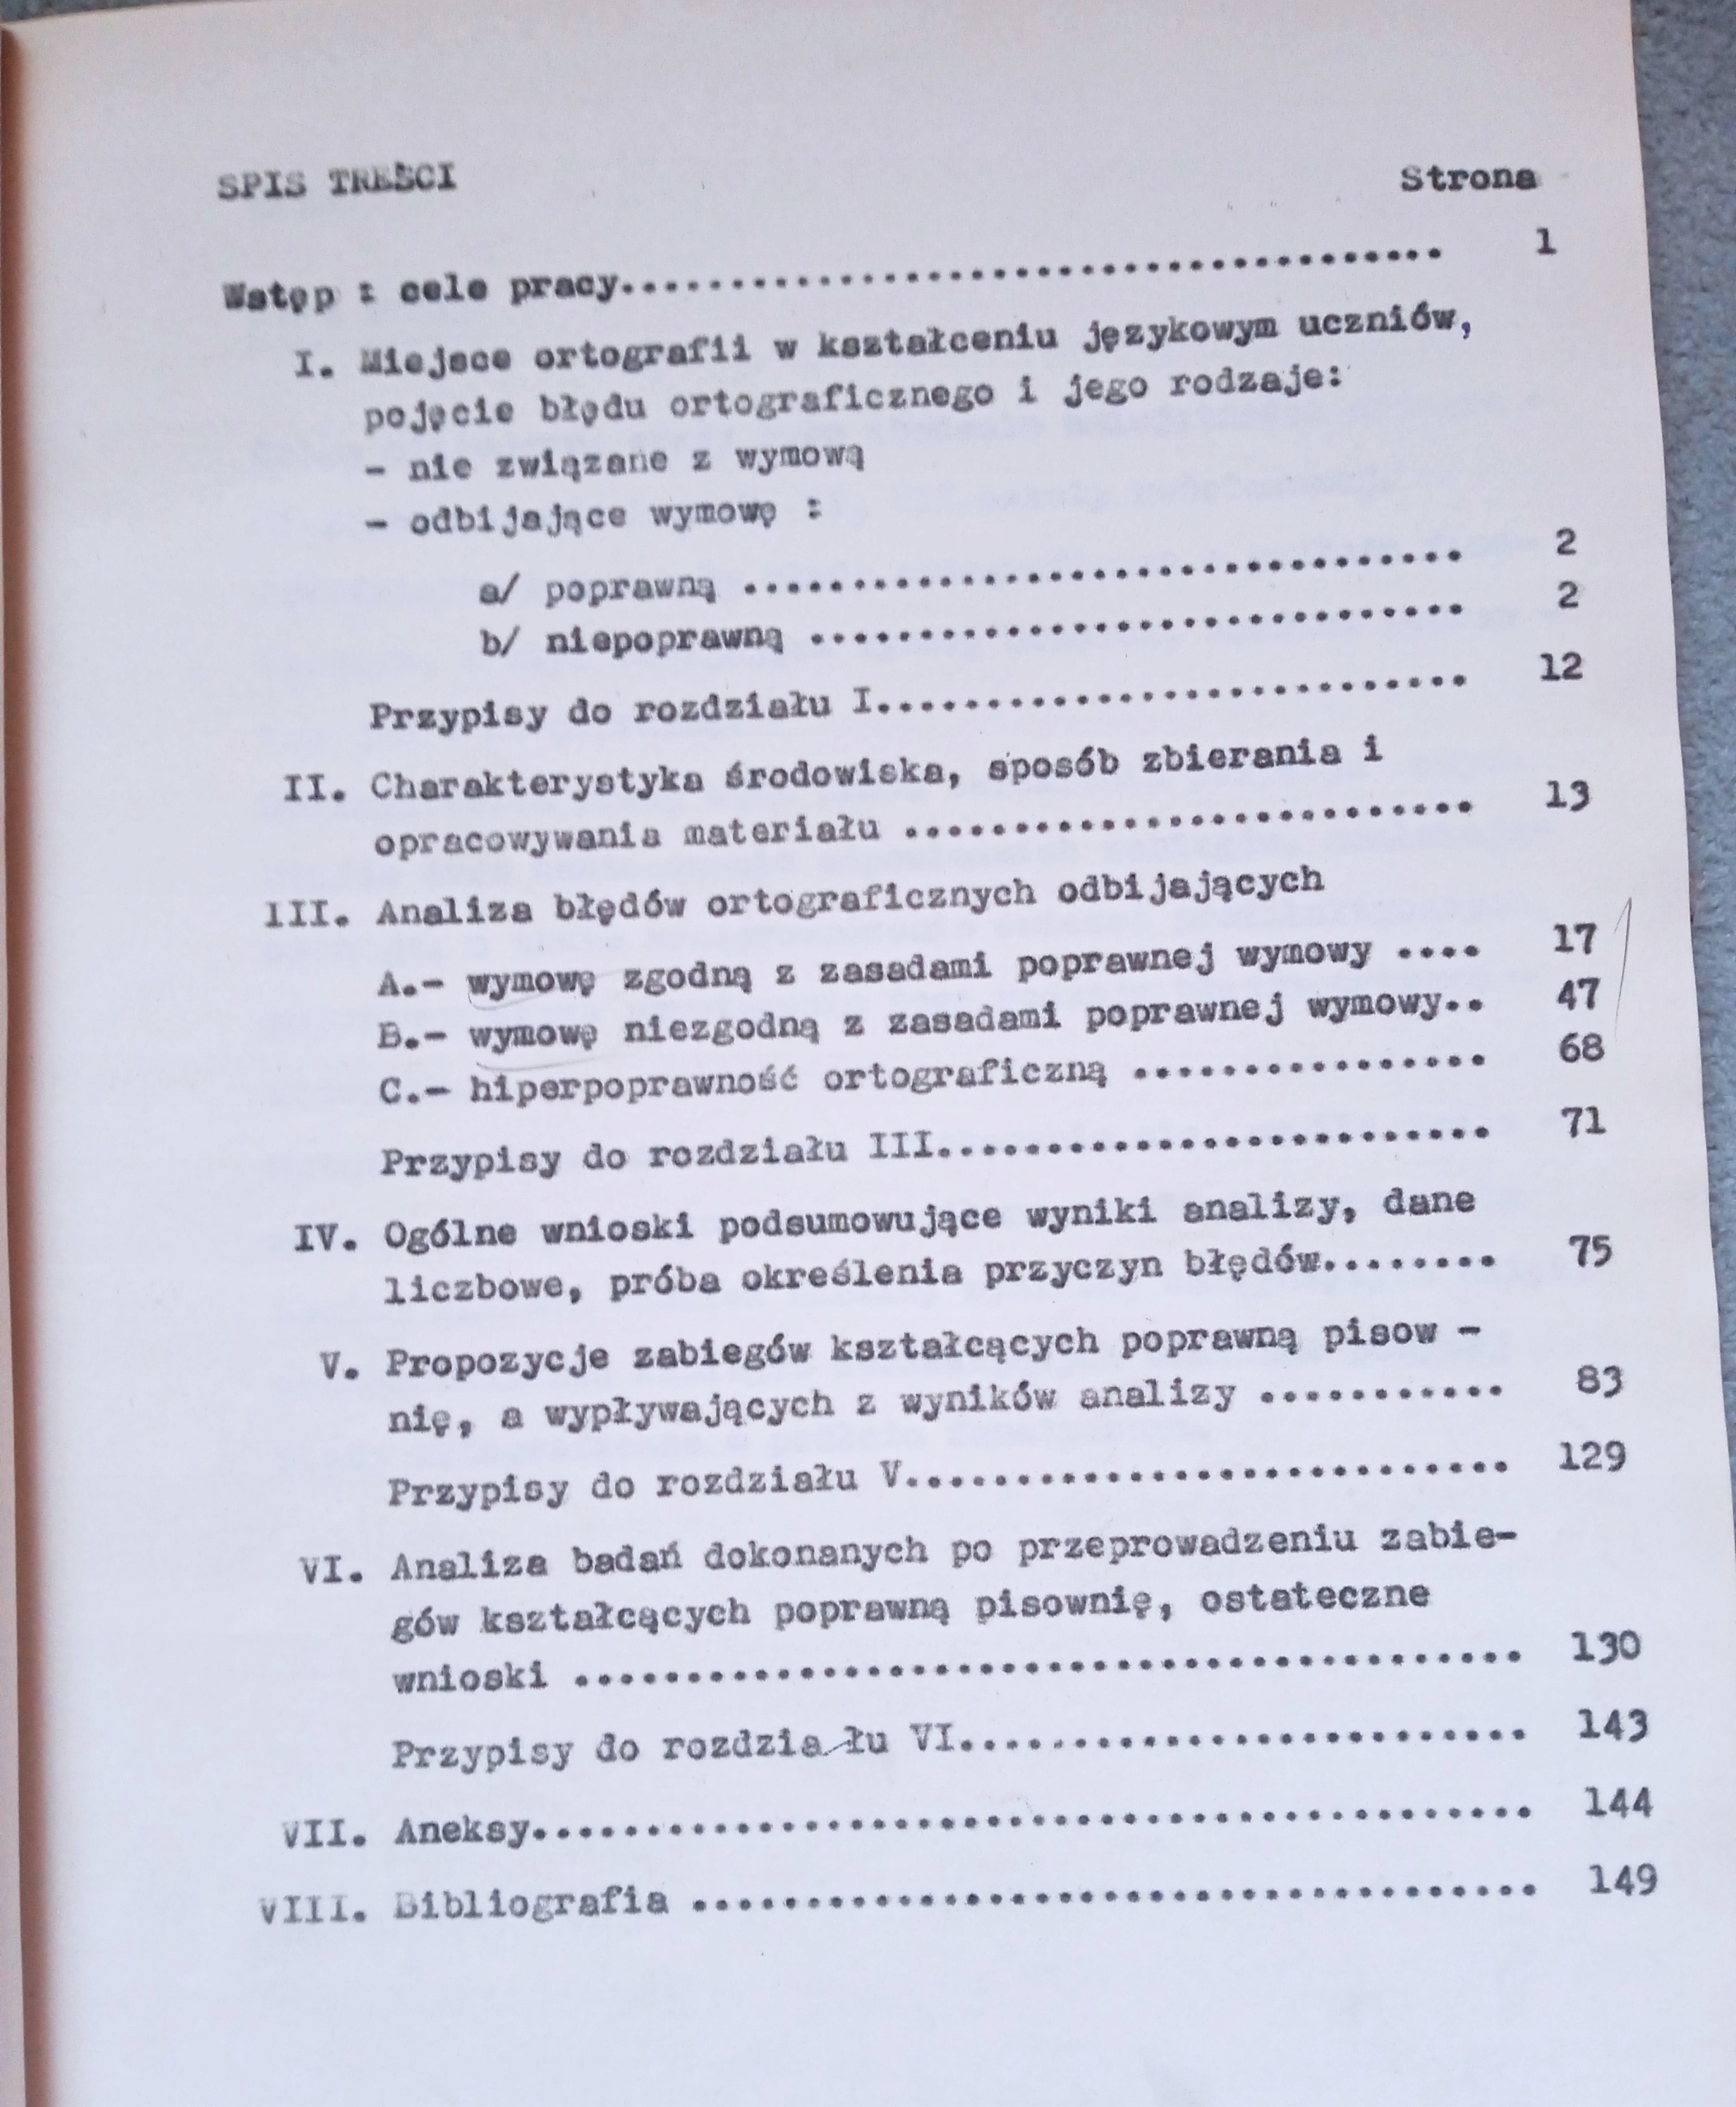 SPIS TREŚCI Strona
Wstęp : cele pracy............................................ 1
I. Miejsce ortografii w kształceniu językowym uczniów,
pojęcie błędu ortograficznego i jego rodzaje:
- nie związane z wymową
- odbijające wymowę :
a/ poprawną ................................. 2
b/ niepoprawną .............................. 2
Przypisy do rozdziału I........................... 12
II. Charakterystyka środowiska, sposób zbierania i
opracowywania materiału .......................... 13
III. Analiza błędów ortograficznych odbijających
A.- wymowę zgodną z zasadami poprawnej wymowy .... 17
B.- wymowę niezgodną z zasadami poprawnej wymowy.. 47
C.- hiperpoprawność ortograficzną ................ 68
Przypisy do rozdziału III......................... 71
IV. Ogólne wnioski podsumowujące wyniki analizy, dane
liczbowe, próba określenia przyczyn błędów........ 75
V. Propozycje zabiegów kształcących poprawną pisow -
nię, a wypływających z wyników analizy ........... 83
Przypisy do rozdziału V........................... 129
VI. Analiza badań dokonanych po przeprowadzeniu zabie-
gów kształcących poprawną pisownię, ostateczne
wnioski .......................................... 130
Przypisy do rozdzia łu VI......................... 143
VII. Aneksy............................................ 144
VIII. Bibliografia ..................................... 149